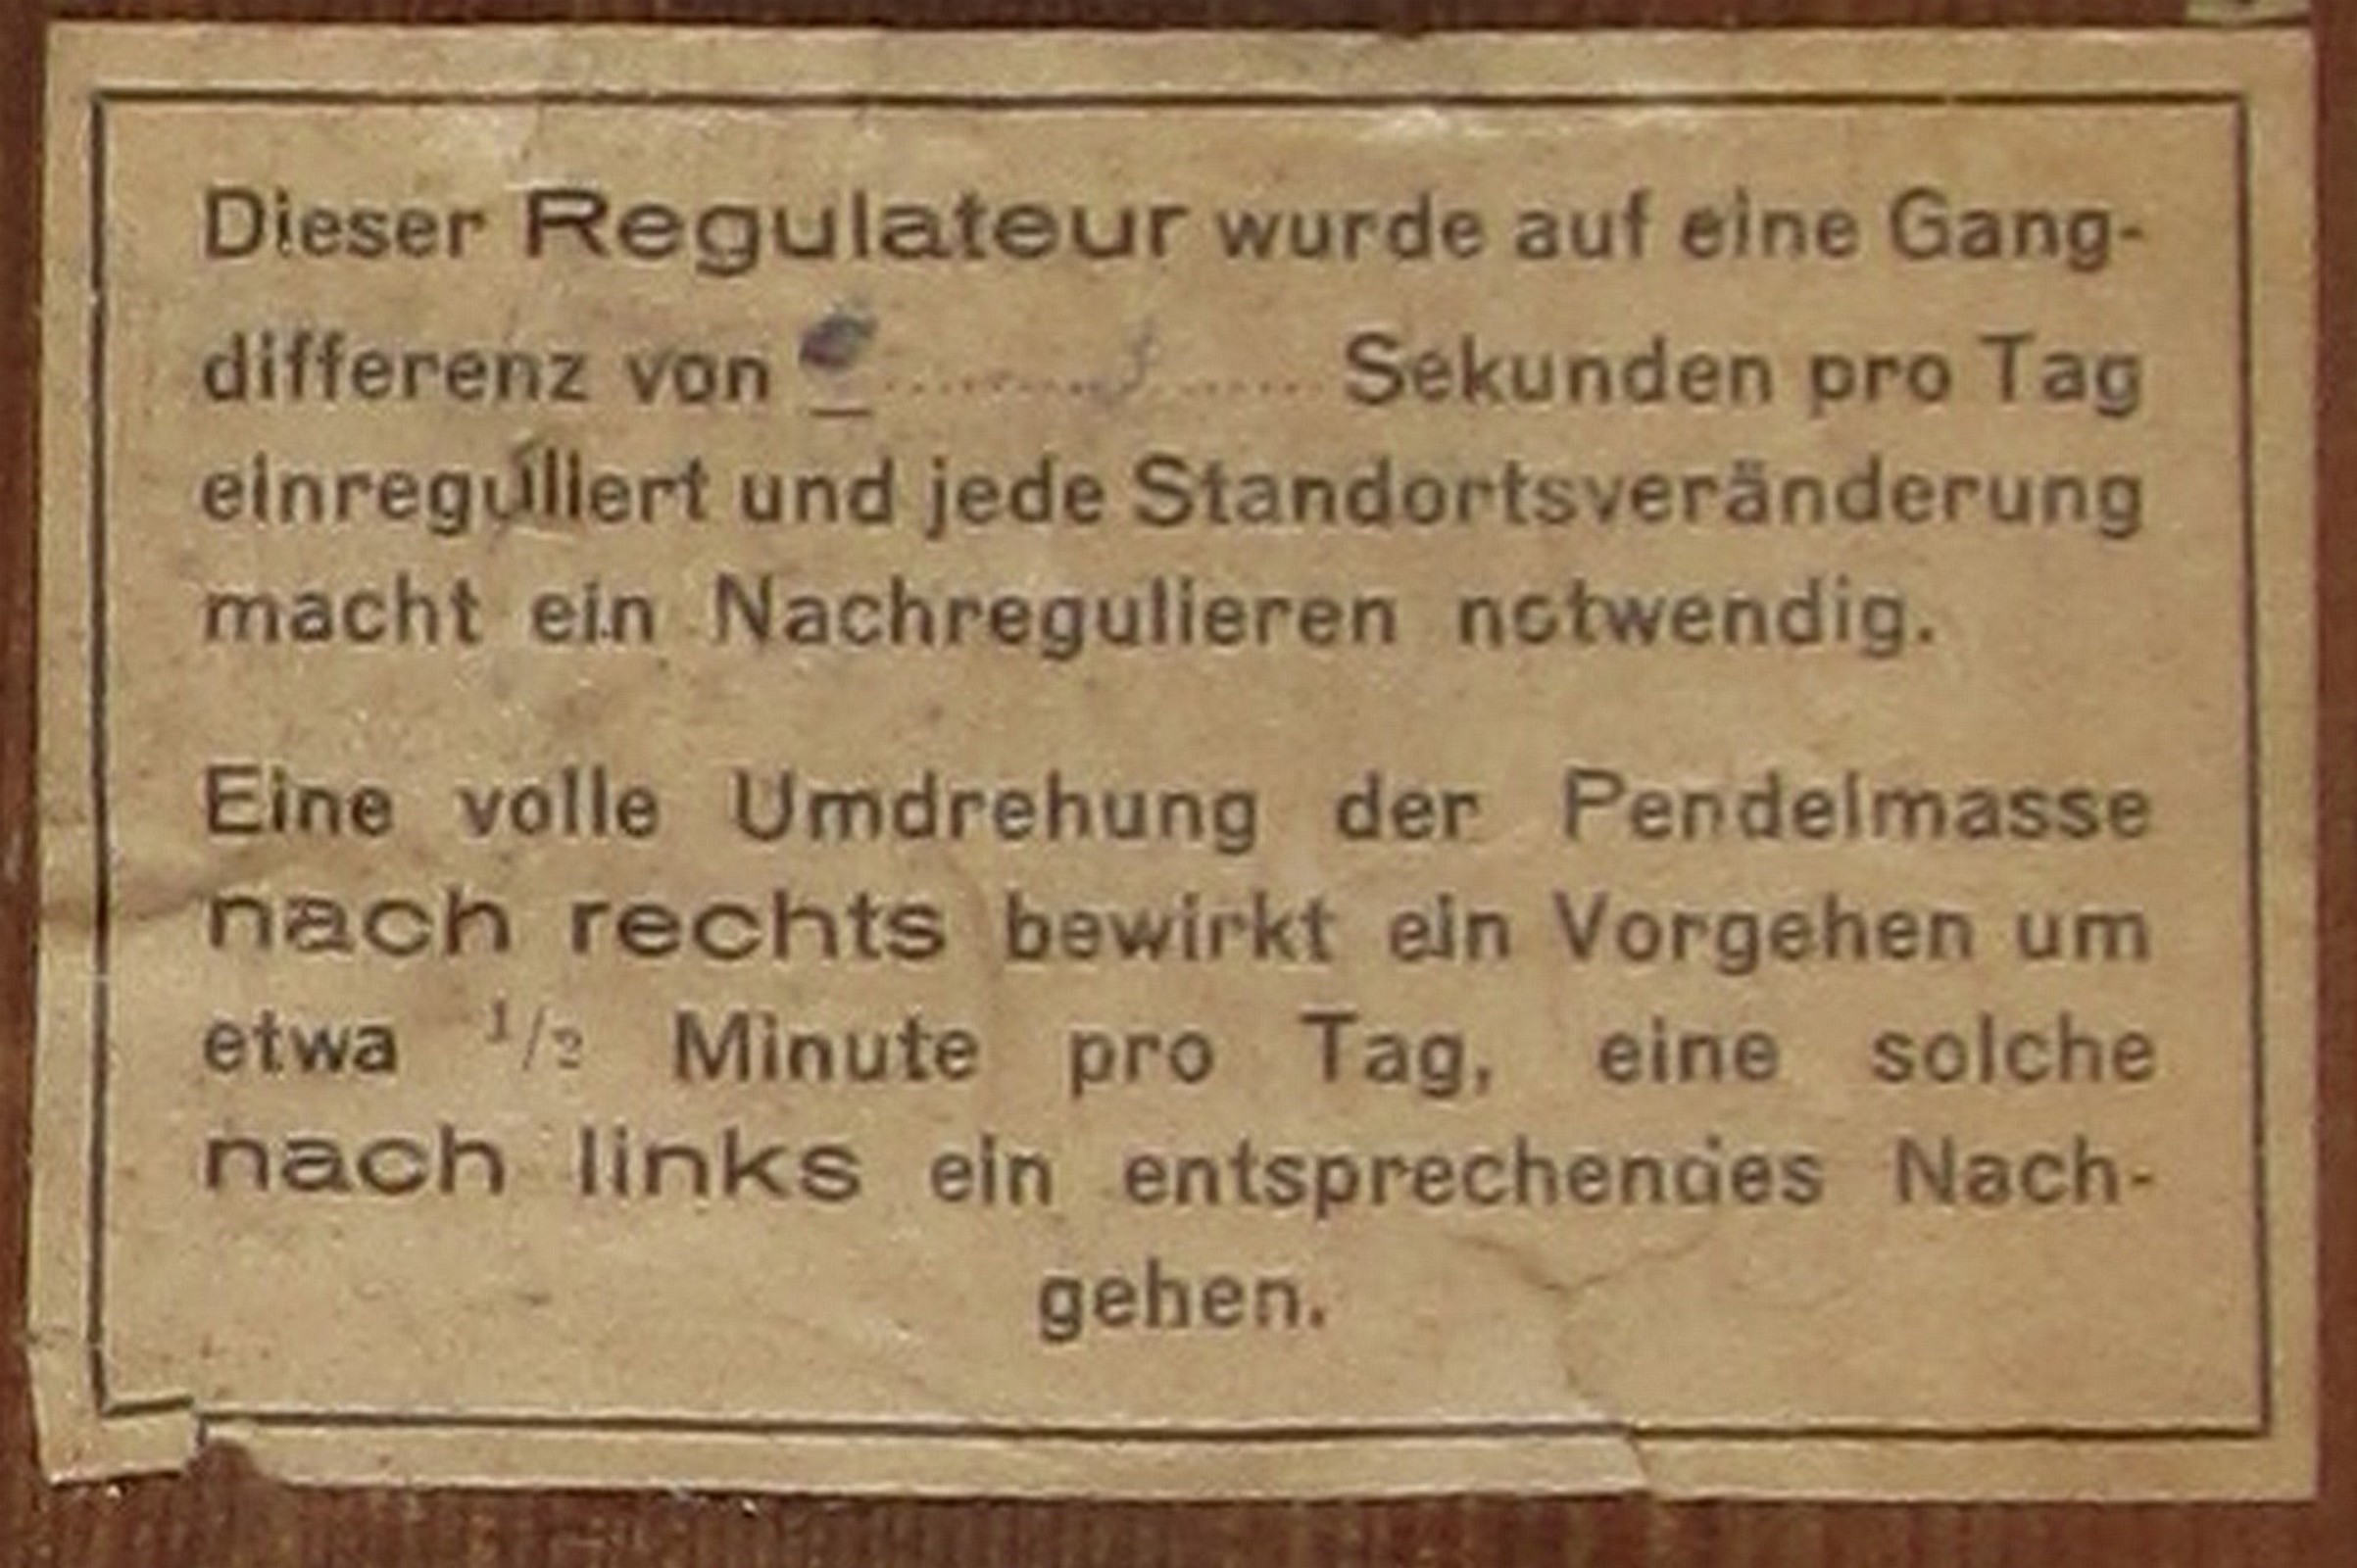 Dieser Regulateur wurde auf eine Gang-
differenz von Sekunden pro Tag
einreguliert und jede Standortsveränderung
macht ein Nachregulieren notwendig.
Eine volle Umdrehung der Pendelmasse
nach rechts bewirkt ein Vorgehen um
etwa 1/2 Minute pro Tag, eine solche
nach links ein entsprechendes Nach-
gehen.